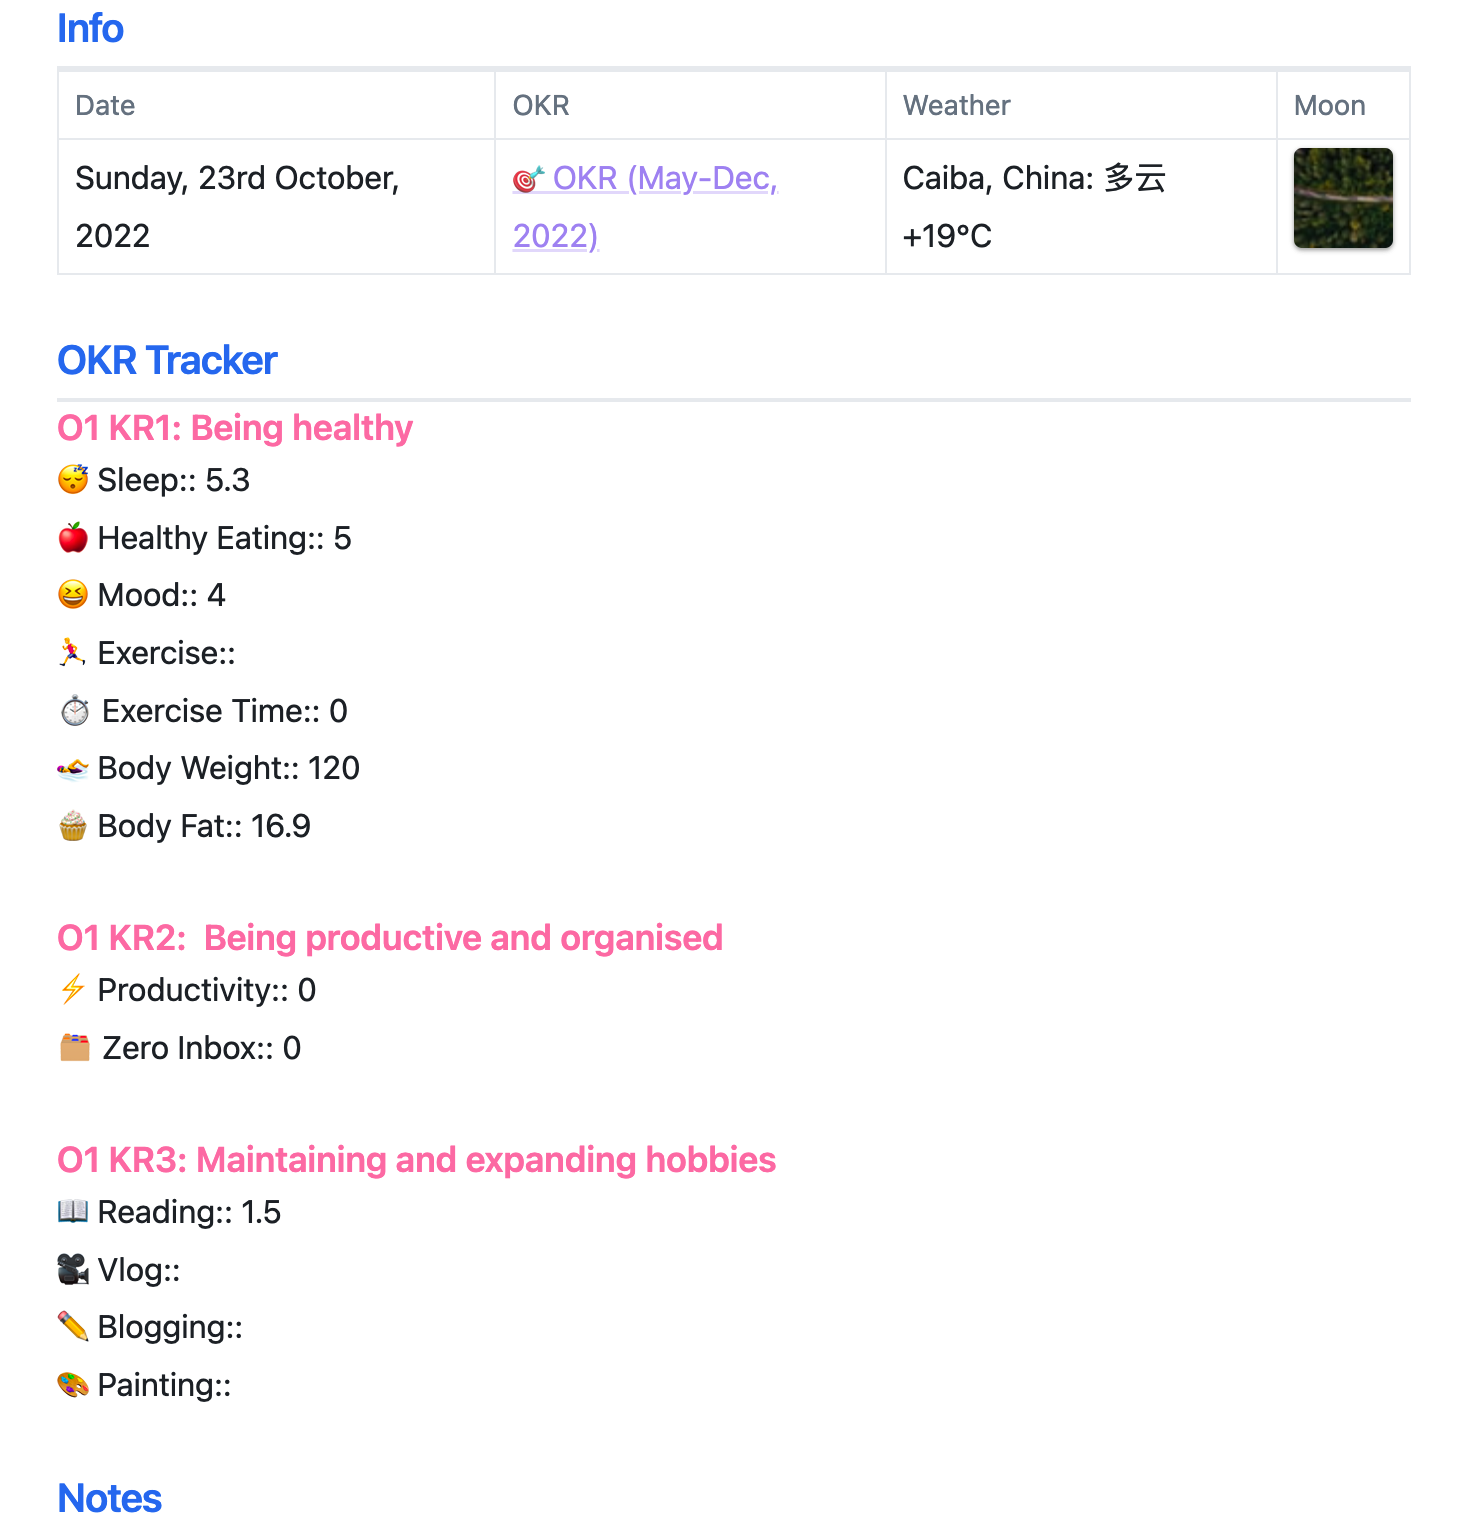 Info
Date OKR Weather Moon
Sunday, 23rd October, 2022
🎯 OKR (May-Dec, 2022)
Caiba, China: 多云 +19°C
OKR Tracker
O1 KR1: Being healthy
😴 Sleep:: 5.3
🍎 Healthy Eating:: 5
😆 Mood:: 4
🏃 Exercise::
⏱ Exercise Time:: 0
🏊 Body Weight:: 120
🧁 Body Fat:: 16.9
O1 KR2:  Being productive and organised
⚡ Productivity:: 0
🗂 Zero Inbox:: 0
O1 KR3: Maintaining and expanding hobbies
📖 Reading:: 1.5
🎥 Vlog::
✏️ Blogging::
🎨 Painting::
Notes